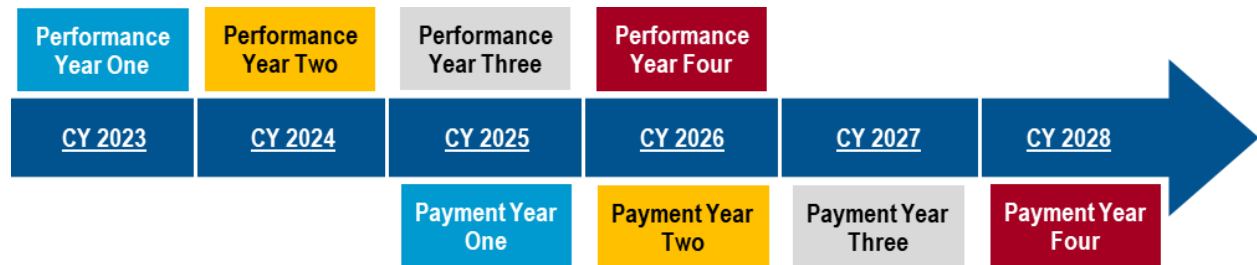 Performance
Year One
Performance
Year Two
Performance
Year Three
Performance
Year Four
CY 2023
CY 2024
CY 2025
CY 2026
CY 2027
CY 2028
Payment Year
One
Payment Year
Two
Payment Year
Three
Payment Year
Four